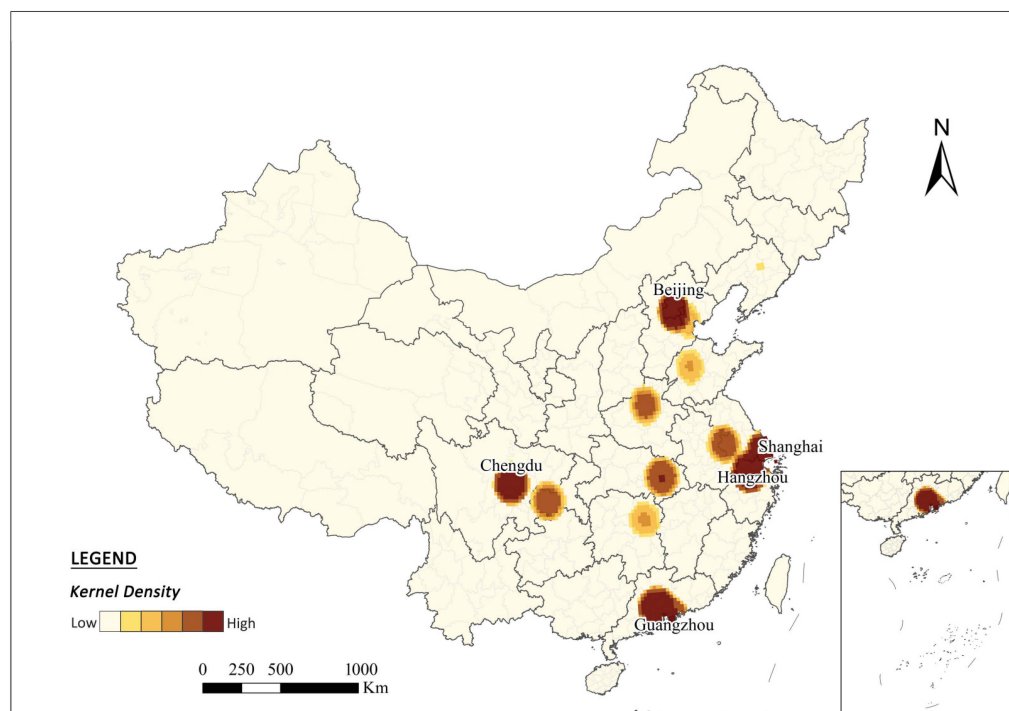 N
Beijing
Shanghai
Chengdu
Hangzhou
LEGEND
Kernel Density
Low High
Guangzhou
0 250 500 1000
Km